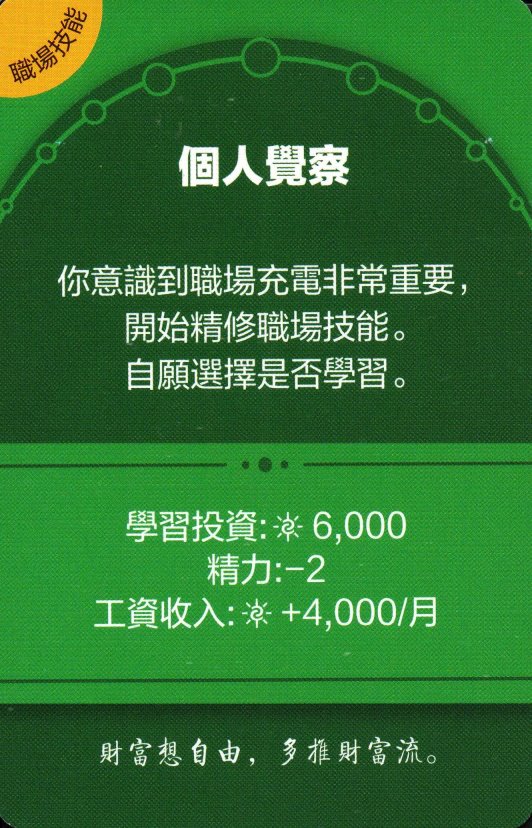 職場技能
個人覺察
你意識到職場充電非常重要，
開始精修職場技能。
自願選擇是否學習。
學習投資: 6,000
精力:-2
工資收入: +4,000/月
財富想自由，多推財富流。